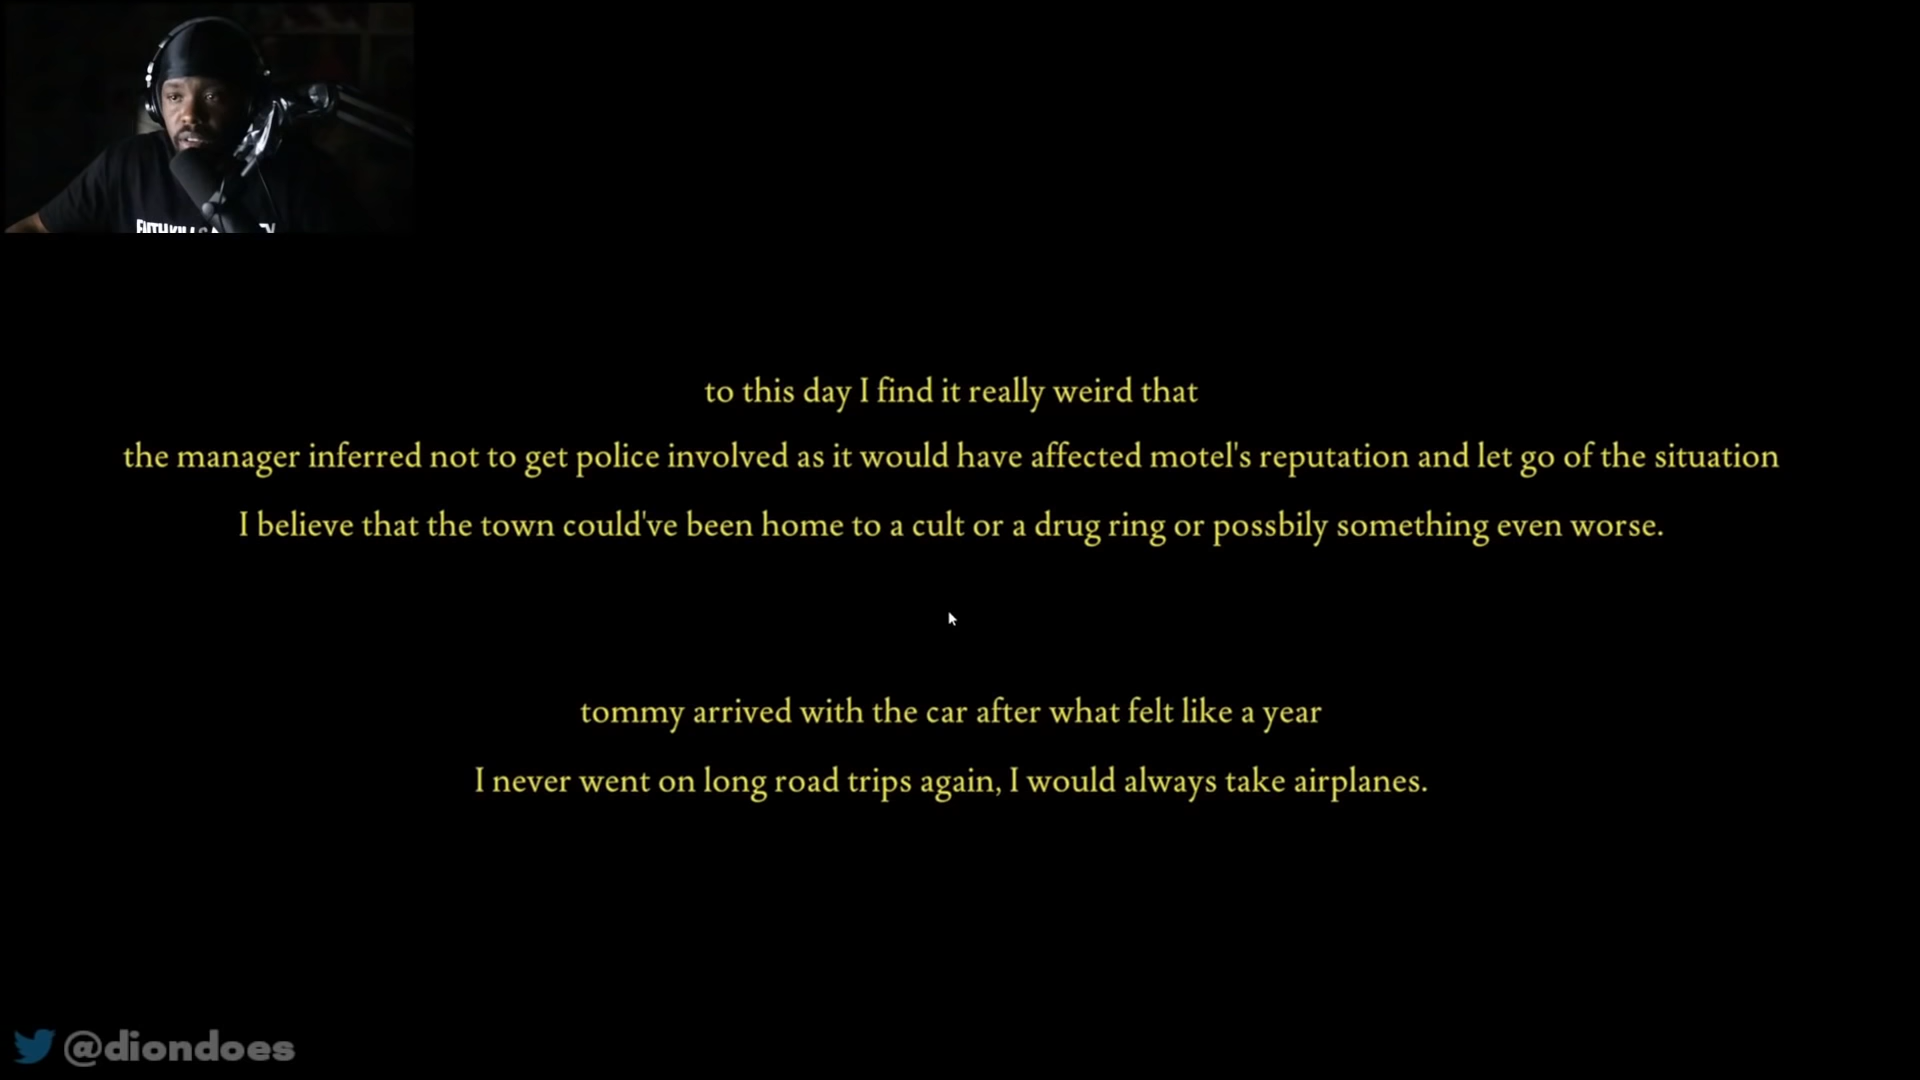 to this day I find it really weird that
the manager inferred not to get police involved as it would have affected motel's reputation and let go of the situation
I believe that the town could've been home to a cult or a drug ring or possbily something even worse.
tommy arrived with the car after what felt like a year
I never went on long road trips again, I would always take airplanes.
@diondoes